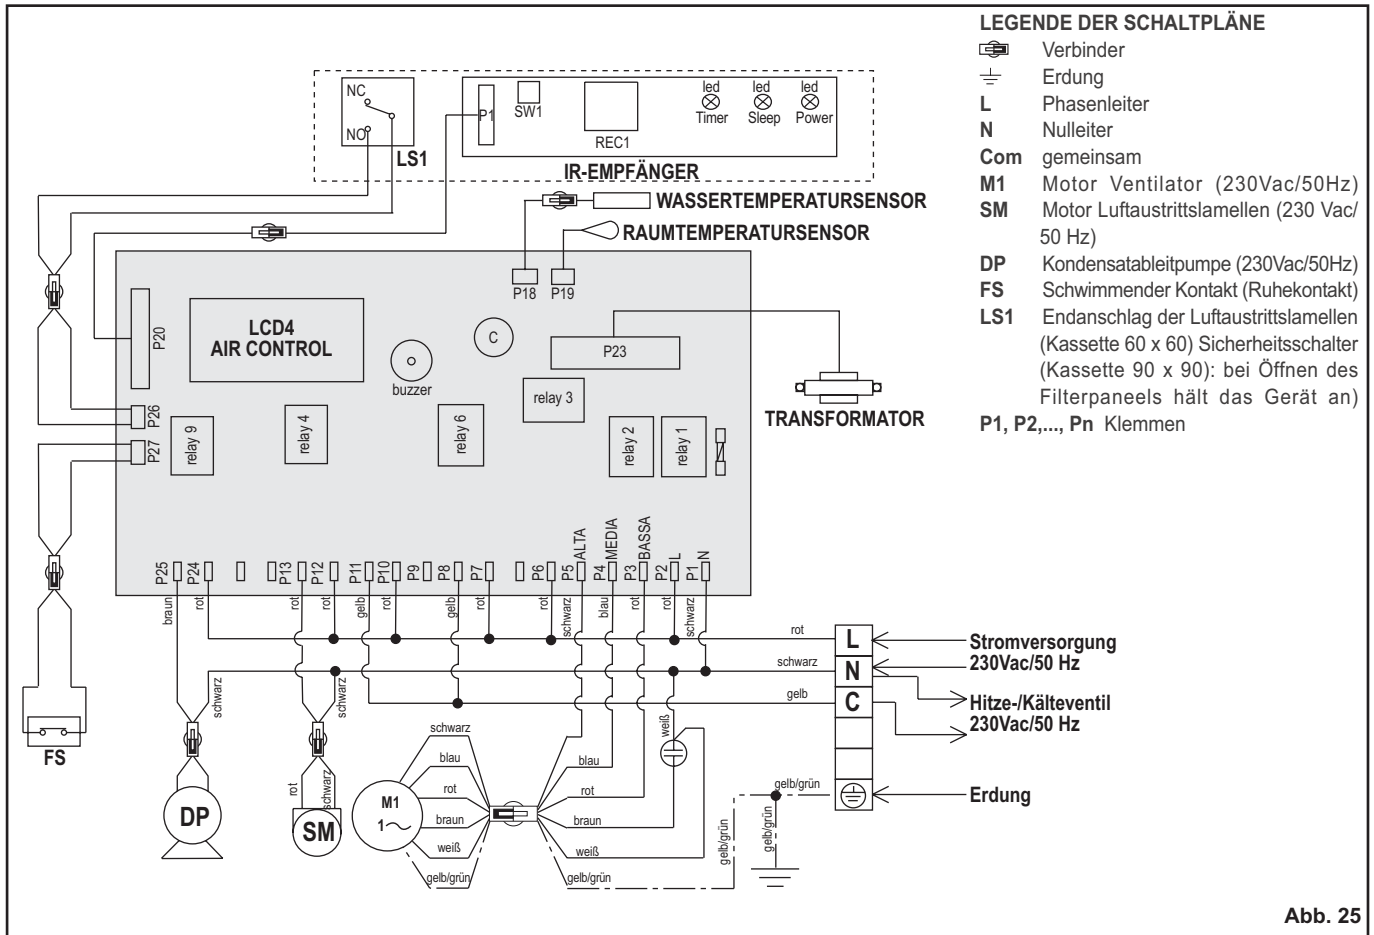 LEGENDE DER SCHALTPLÄNE
Verbinder
Erdung
L Phasenleiter
N Nulleiter
Com gemeinsam
M1 Motor Ventilator (230Vac/50Hz)
SM Motor Luftaustrittslamellen (230 Vac/
50 Hz)
DP Kondensatableitpumpe (230Vac/50Hz)
FS Schwimmender Kontakt (Ruhekontakt)
LS1 Endanschlag der Luftaustrittslamellen
(Kassette 60 x 60) Sicherheitsschalter
(Kassette 90 x 90): bei Öffnen des
Filterpaneels hält das Gerät an)
P1, P2,..., Pn Klemmen
NC
NO
LS1
P1
SW1
REC1
led
Timer
led
Sleep
led
Power
IR-EMPFÄNGER
WASSERTEMPERATURSENSOR
RAUMTEMPERATURSENSOR
P18
P19
P20
LCD4
AIR CONTROL
buzzer
C
P23
TRANSFORMATOR
P26
P27
relay 9
relay 4
relay 6
relay 3
relay 2
relay 1
P25
P24
P13
P12
P11
P10
P9
P8
P7
P6
P5
ALTA
P4
MEDIA
P3
BASSA
P2
L
P1
N
braun
rot
rot
rot
gelb
rot
gelb
rot
rot
schwarz
blau
rot
rot
schwarz
rot
L
Stromversorgung
230Vac/50 Hz
schwarz
N
gelb
C
Hitze-/Kälteventil
230Vac/50 Hz
schwarz
schwarz
schwarz
weiß
FS
DP
rot
schwarz
SM
M1
1~
schwarz
blau
rot
braun
weiß
gelb/grün
blau
rot
braun
weiß
gelb/grün
gelb/grün
gelb/grün
gelb/grün
Erdung
Abb. 25